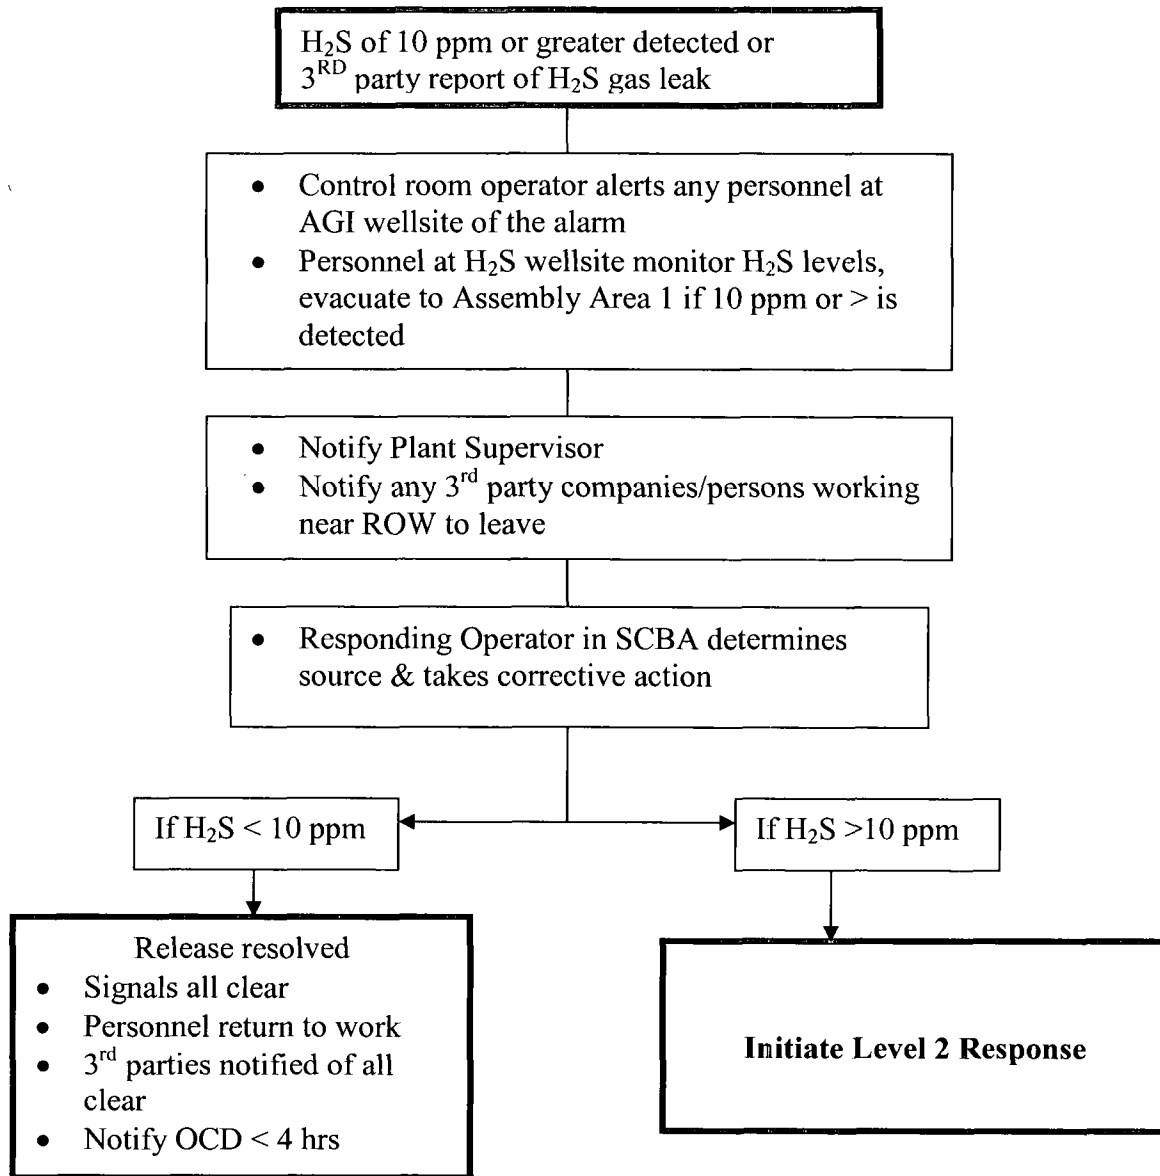 H₂S of 10 ppm or greater detected or
3ᴿᴰ party report of H₂S gas leak
• Control room operator alerts any personnel at
AGI wellsite of the alarm
• Personnel at H₂S wellsite monitor H₂S levels,
evacuate to Assembly Area 1 if 10 ppm or > is
detected
• Notify Plant Supervisor
• Notify any 3ʳᵈ party companies/persons working
near ROW to leave
• Responding Operator in SCBA determines
source & takes corrective action
If H₂S < 10 ppm
If H₂S >10 ppm
Release resolved
• Signals all clear
• Personnel return to work
• 3ʳᵈ parties notified of all
clear
• Notify OCD < 4 hrs
Initiate Level 2 Response